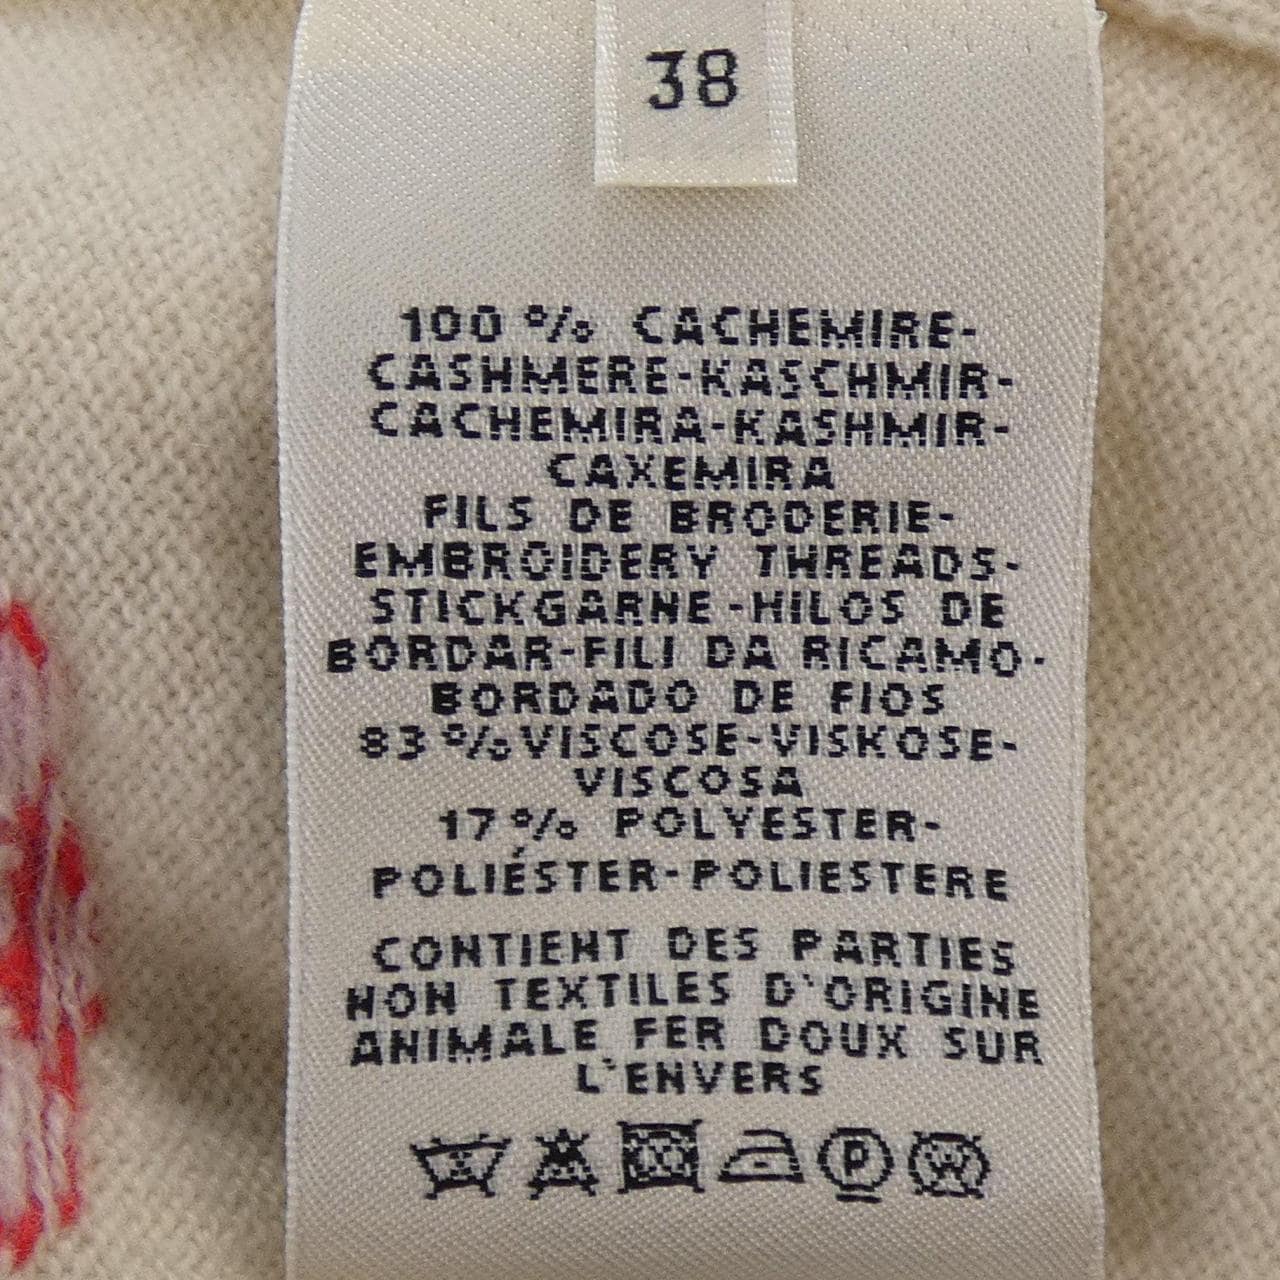 38
100 % CACHEMIRE-
CASHMERE-KASCHMIR-
CACHEMIRA-KASHMIR-
CAXEMIRA
FILS DE BRODERIE-
EMBROIDERY THREADS-
STICKGARNE-HILOS DE
BORDAR-FILI DA RICAMO-
BORDADO DE FIOS
83 % VISCOSE-VISKOSE-
VISCOSA
17 % POLYESTER-
POLIÉSTER-POLIESTERE
CONTIENT DES PARTIES
NON TEXTILES D'ORIGINE
ANIMALE FER DOUX SUR
L'ENVERS
P W